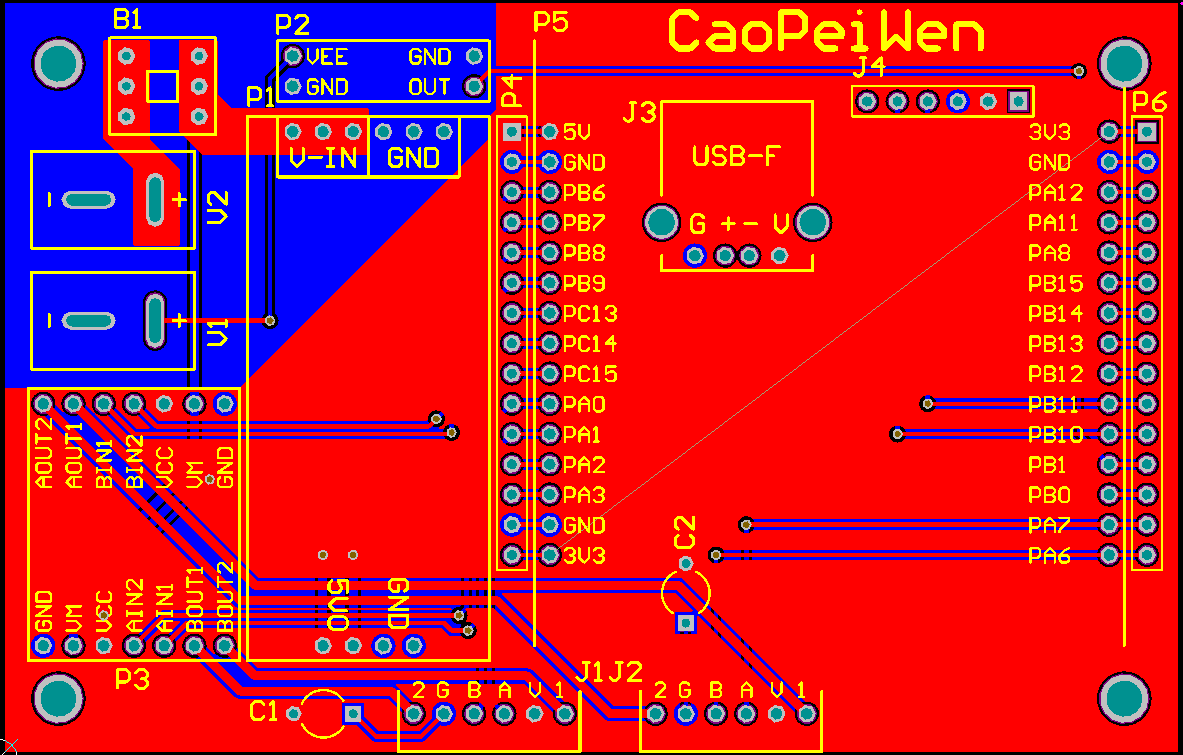 B1
P2
P5
CaoPeiWen
VEE GND
GND OUT
P1
P4
J4
J3
P6
V-IN GND
USB-F
G +- V
+ V2
+ V1
5V
GND
PB6
PB7
PB8
PB9
PC13
PC14
PC15
PA0
PA1
PA2
PA3
GND
3V3
3V3
GND
PA12
PA11
PA8
PB15
PB14
PB13
PB12
PB11
PB10
PB1
PB0
PA7
PA6
AOUT2
AOUT1
BIN1
BIN2
VCC
VM
GND
GND
VM
VCC
AIN2
AIN1
BOUT1
BOUT2
5V0
GND
C2
P3
J1 J2
C1
2 G B A V 1
2 G B A V 1